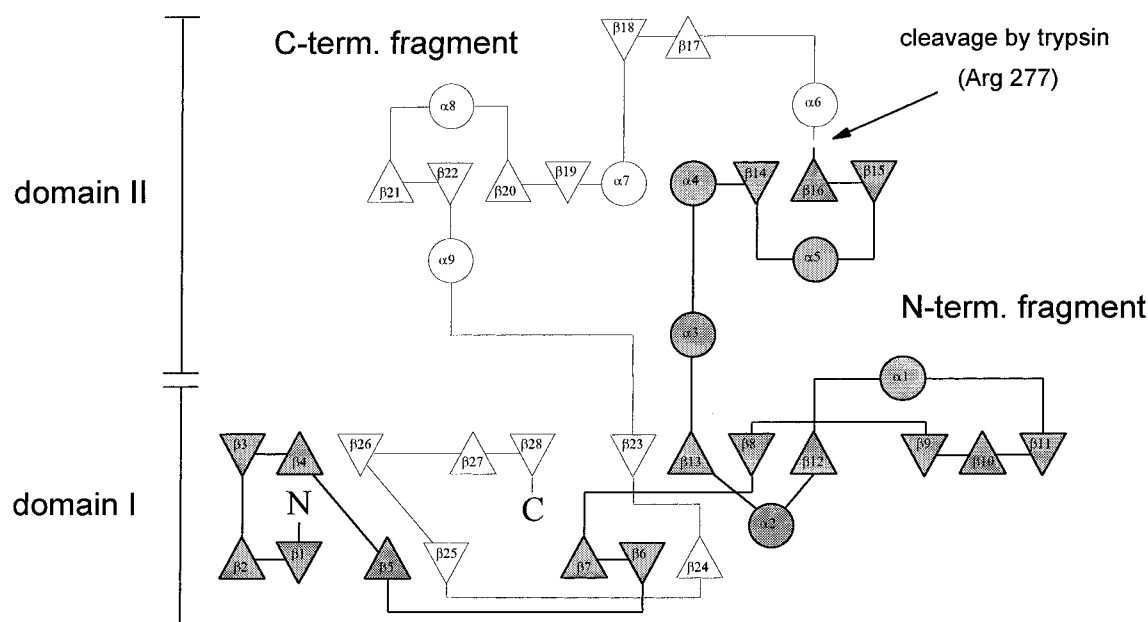 β18
β17
C-term. fragment
cleavage by trypsin
(Arg 277)
α8
α6
β21
β22
β20
β19
α7
α4
β14
β16
β15
domain II
α9
α5
N-term. fragment
α3
α1
β3
β4
β26
β27
β28
β23
β13
β8
β12
β9
β10
β11
domain I
N
C
α2
β2
β1
β5
β25
β7
β6
β24